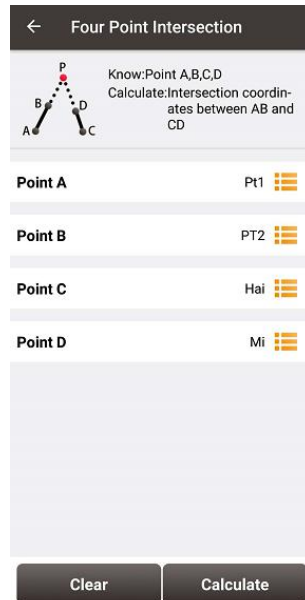 Four Point Intersection
P
B
D
A
C
Know:Point A,B,C,D
Calculate:Intersection coordin-
ates between AB and
CD
Point A Pt1
Point B PT2
Point C Hai
Point D Mi
Clear Calculate